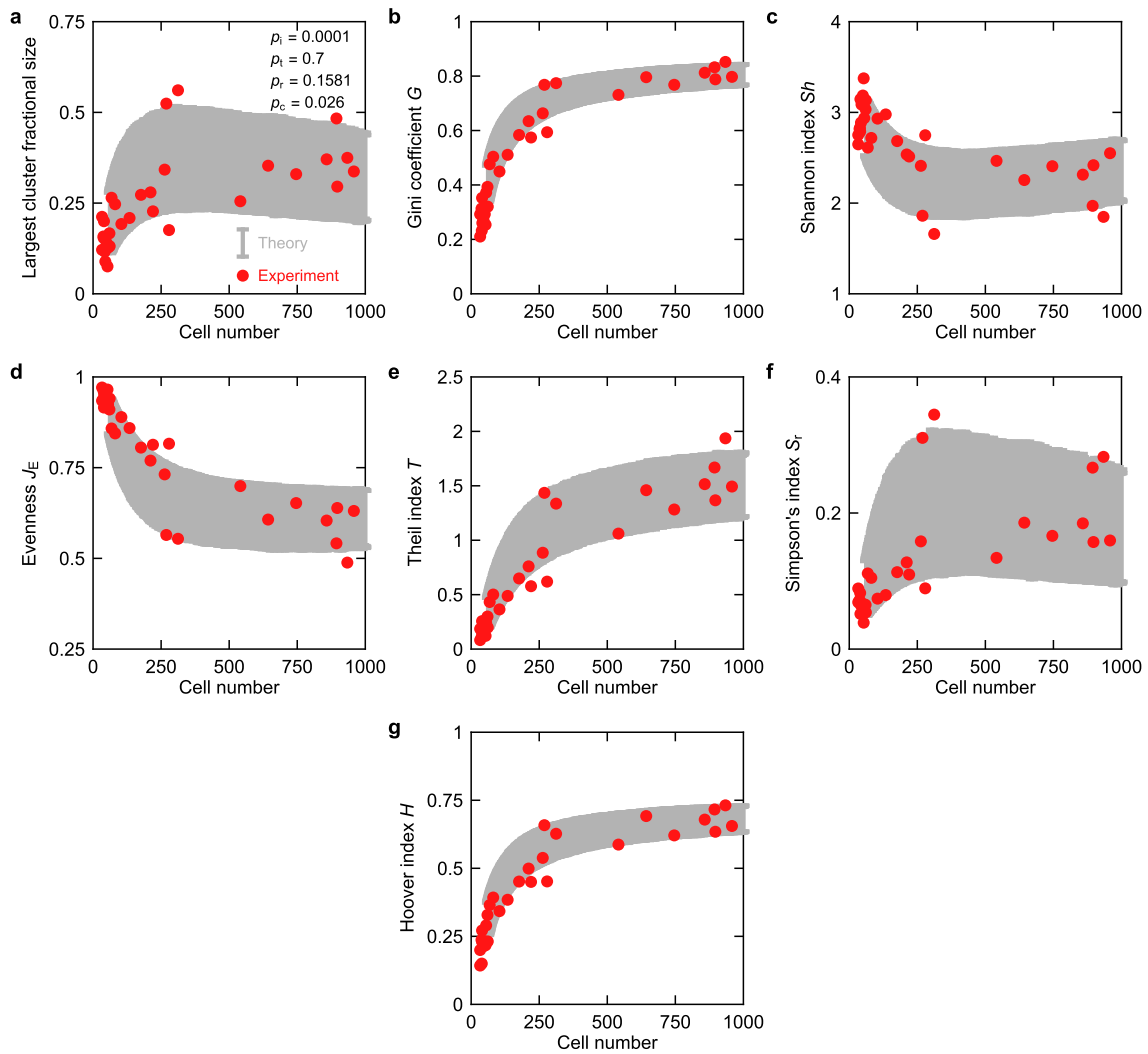 a
0.75
0.5
0.25
0
Largest cluster fractional size
pi = 0.0001
pt = 0.7
pr = 0.1581
pc = 0.026
Theory
Experiment
0 250 500 750 1000
Cell number
b
1
0.8
0.6
0.4
0.2
0
Gini coefficient G
0 250 500 750 1000
Cell number
c
4
3
2
1
Shannon index Sh
0 250 500 750 1000
Cell number
d
1
0.75
0.5
0.25
Evenness JE
0 250 500 750 1000
Cell number
e
2.5
2
1.5
1
0.5
0
Theil index T
0 250 500 750 1000
Cell number
f
0.4
0.2
0
Simpson's index Sr
0 250 500 750 1000
Cell number
g
1
0.75
0.5
0.25
0
Hoover index H
0 250 500 750 1000
Cell number